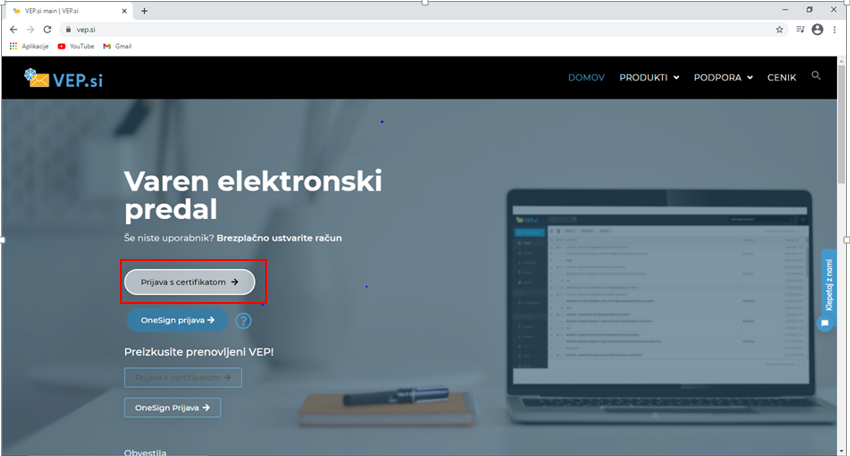 VEP.si main | VEP.si
vep.si
Aplikacije YouTube Gmail
VEP.si
DOMOV PRODUKTI PODPORA CENIK
Varen elektronski
predal
Še niste uporabnik? Brezplačno ustvarite račun
Prijava s certifikatom →
OneSign prijava →
?
Preizkusite prenovljeni VEP!
Prijava s certifikatom →
OneSign Prijava →
Obvestila
Klepetaj z nami
VEP.si